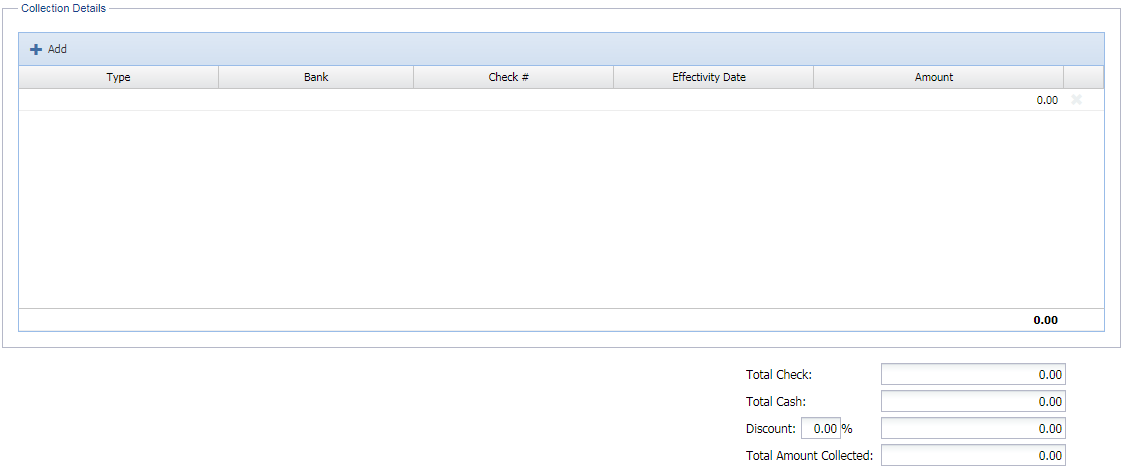 Collection Details
Add
Type Bank Check # Effectivity Date Amount
0.00
0.00
Total Check: 0.00
Total Cash: 0.00
Discount: 0.00 % 0.00
Total Amount Collected: 0.00